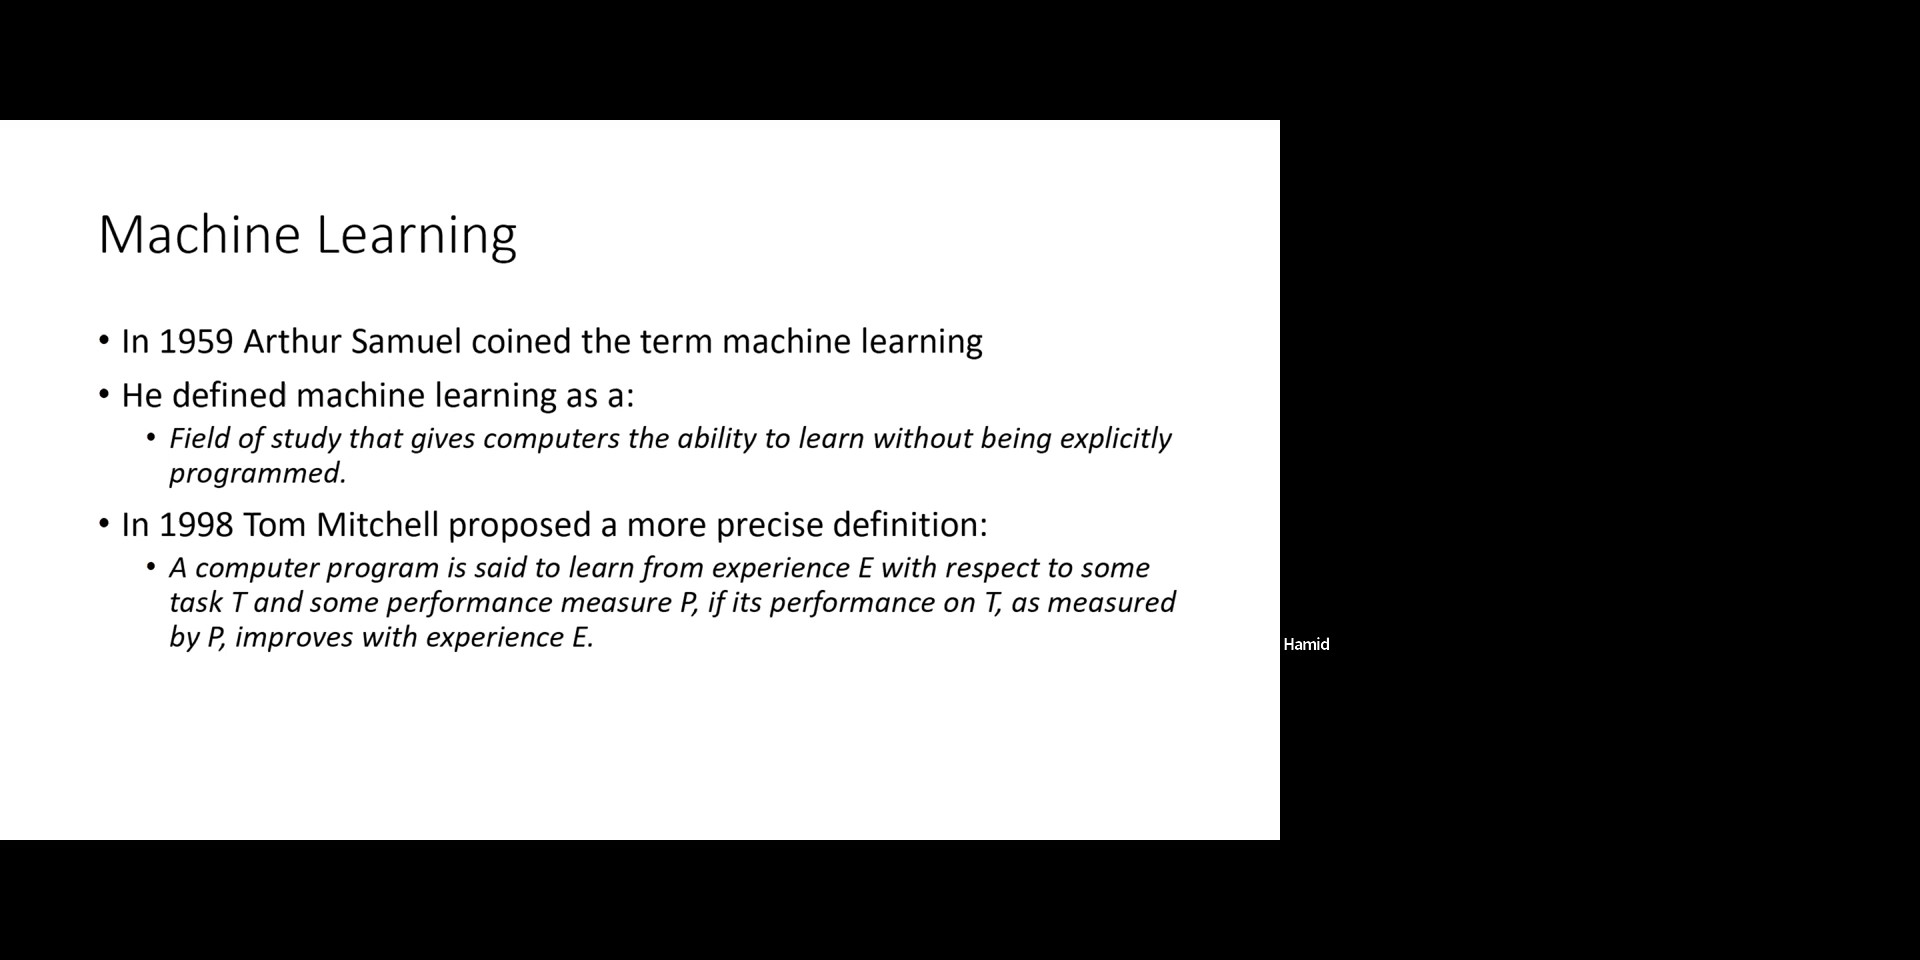 Machine Learning
• In 1959 Arthur Samuel coined the term machine learning
• He defined machine learning as a:
• Field of study that gives computers the ability to learn without being explicitly
programmed.
• In 1998 Tom Mitchell proposed a more precise definition:
• A computer program is said to learn from experience E with respect to some
task T and some performance measure P, if its performance on T, as measured
by P, improves with experience E.
Hamid